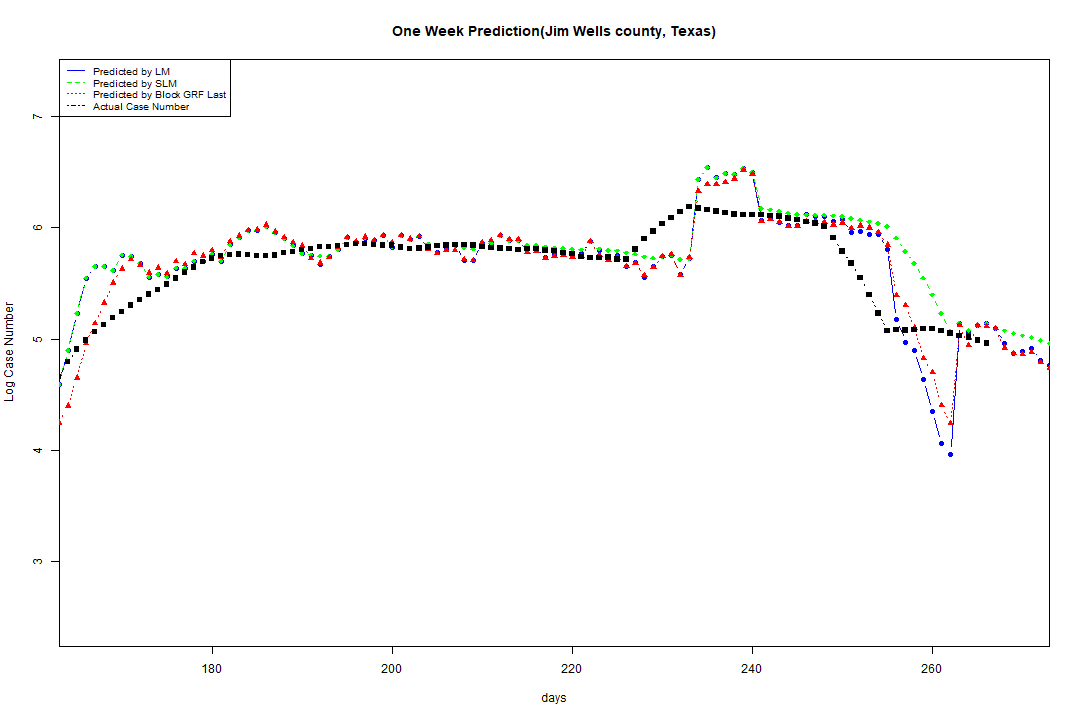 One Week Prediction(Jim Wells county, Texas)
Predicted by LM
Predicted by SLM
Predicted by Block GRF Last
Actual Case Number
7
6
5
4
3
Log Case Number
180 200 220 240 260
days